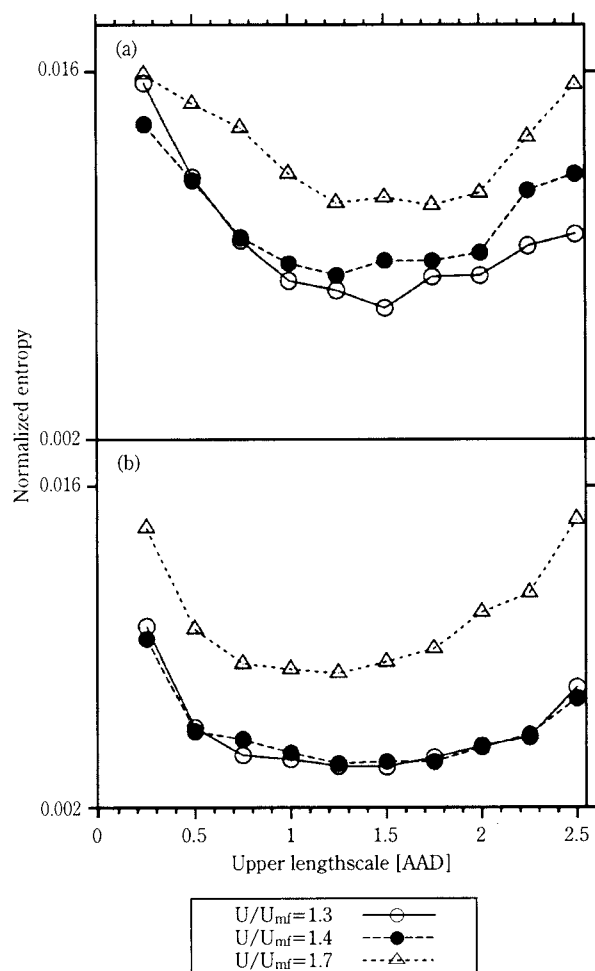 (a)
0.016
Normalized entropy
0.002
(b)
0.016
0.002
0 0.5 1 1.5 2 2.5
Upper lengthscale [AAD]
U/Umf=1.3
U/Umf=1.4
U/Umf=1.7